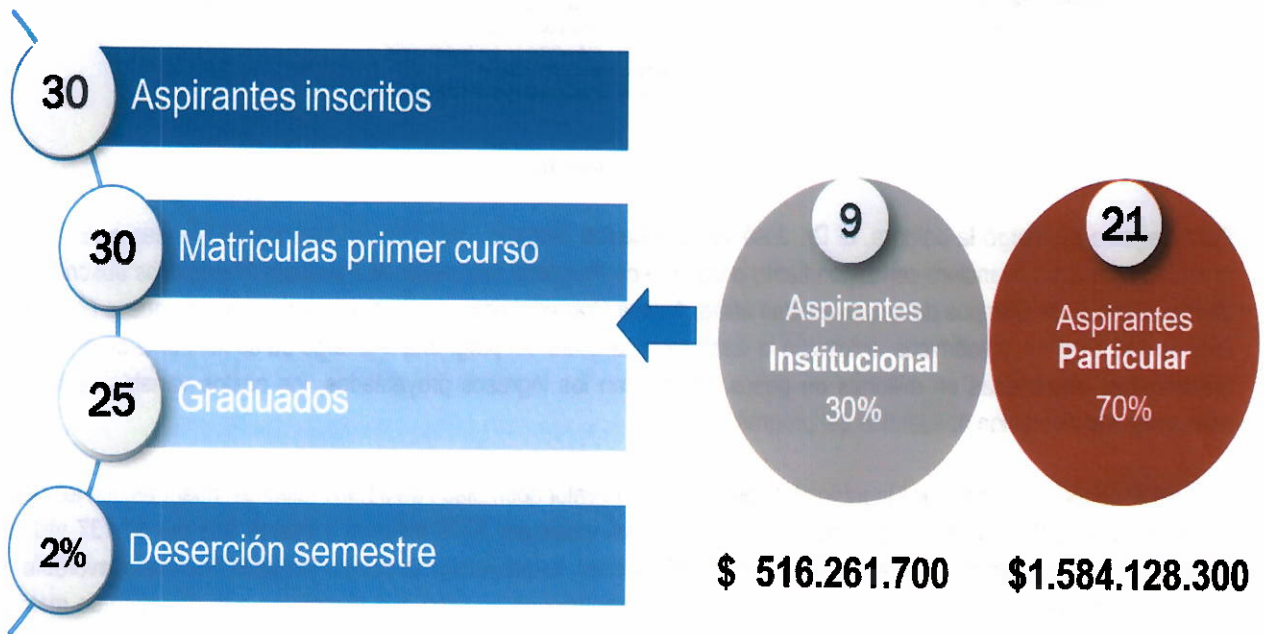 30 Aspirantes inscritos
30 Matriculas primer curso
25 Graduados
2% Deserción semestre
9
Aspirantes
Institucional
30%
$ 516.261.700
21
Aspirantes
Particular
70%
$1.584.128.300